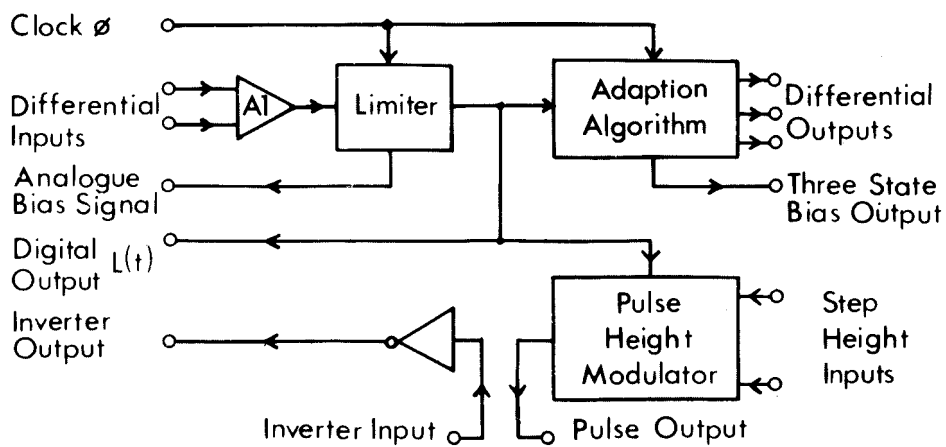 Clock ø
Differential
Inputs
A1
Limiter
Adaption
Algorithm
Differential
Outputs
Analogue
Bias Signal
Three State
Bias Output
Digital
Output L(t)
Inverter
Output
Pulse
Height
Modulator
Step
Height
Inputs
Inverter Input
Pulse Output